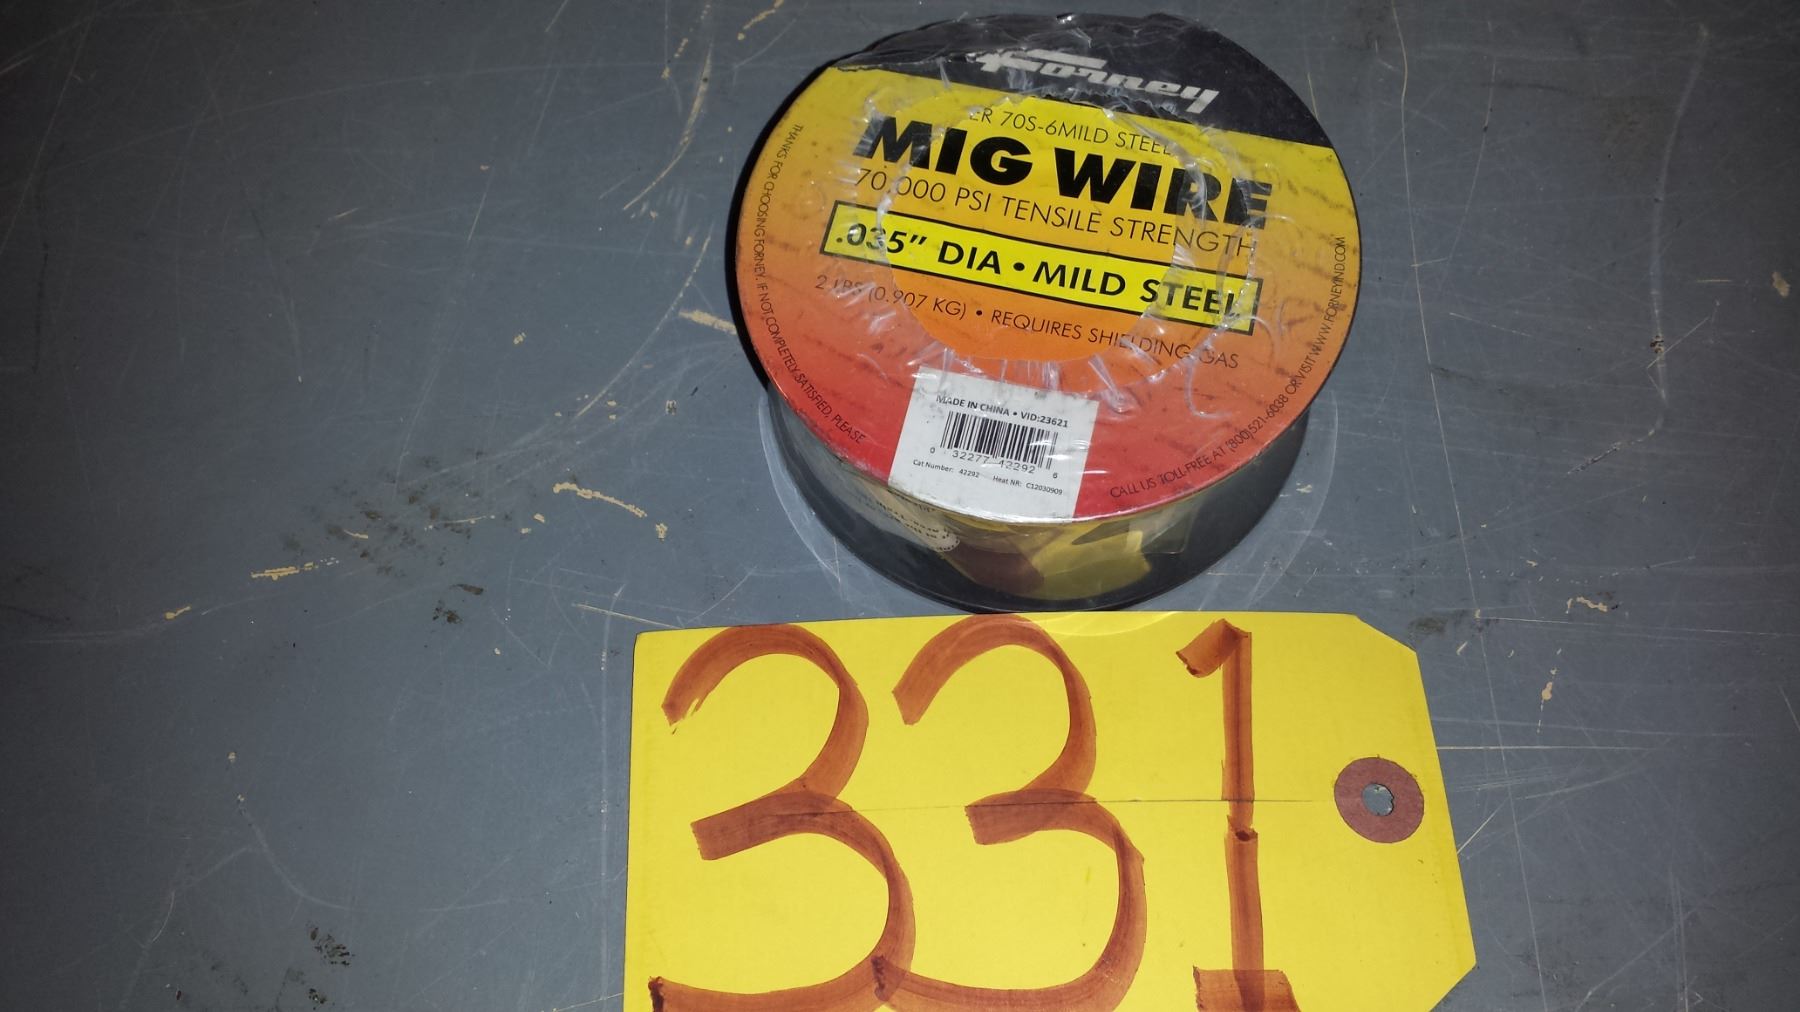 Forney
ER 70S-6MILD STEEL
MIG WIRE
70,000 PSI TENSILE STRENGTH
.035" DIA • MILD STEEL
2 LBS (0.907 KG) • REQUIRES SHIELDING GAS
THANKS FOR CHOOSING FORNEY. IF NOT COMPLETELY SATISFIED, PLEASE
CALL US TOLL-FREE AT (800)521-6038 OR VISIT WWW.FORNEYIND.COM
MADE IN CHINA • VID:23621
0 32277 42292 6
Cat Number: 42292 Heat NR: C12030909
331